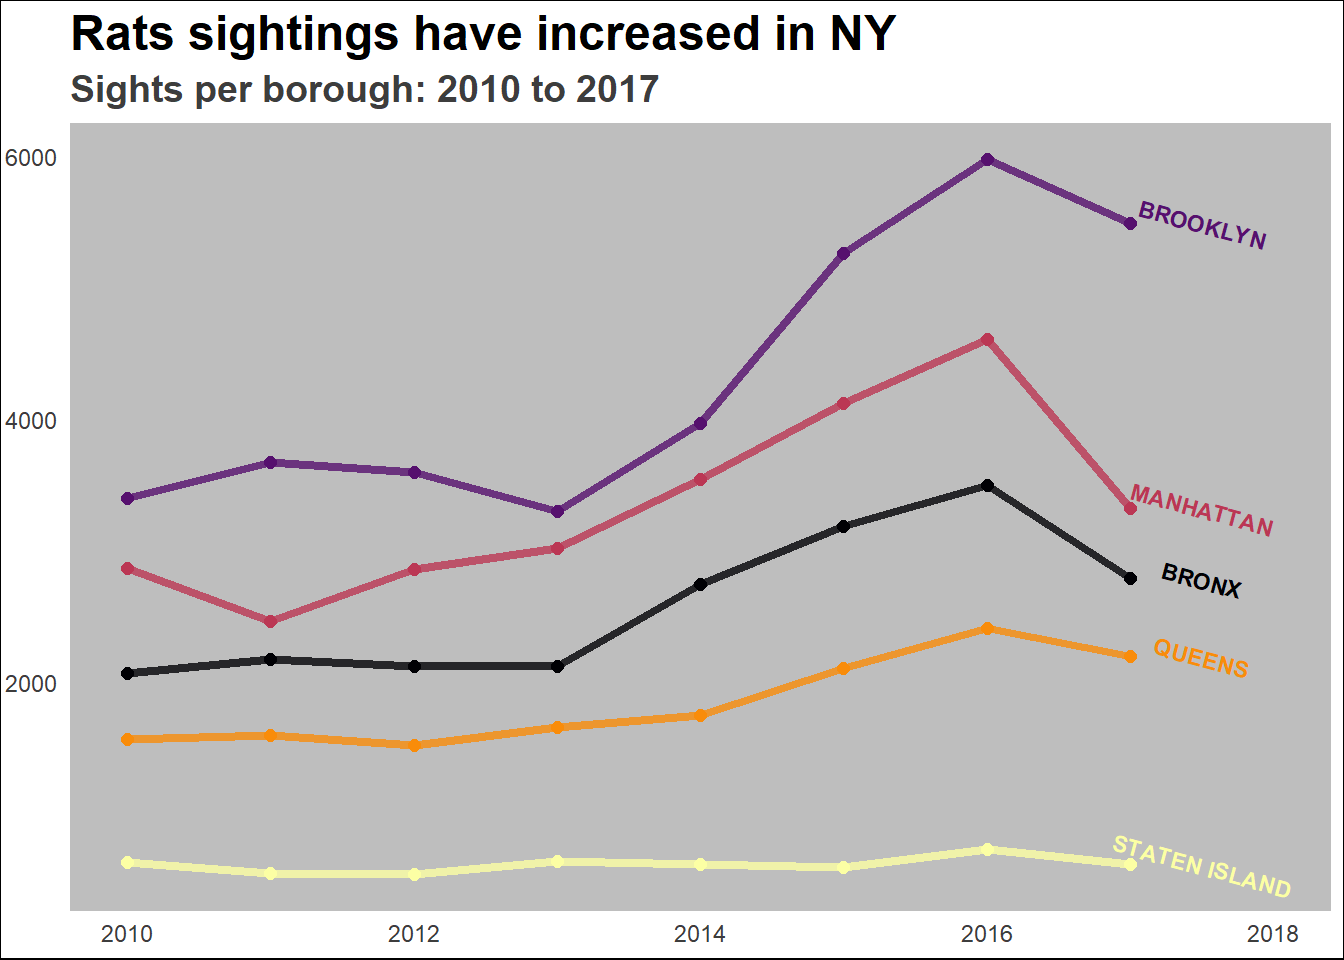 Rats sightings have increased in NY
Sights per borough: 2010 to 2017
6000
BROOKLYN
4000
MANHATTAN
BRONX
QUEENS
2000
STATEN ISLAND
2010 2012 2014 2016 2018